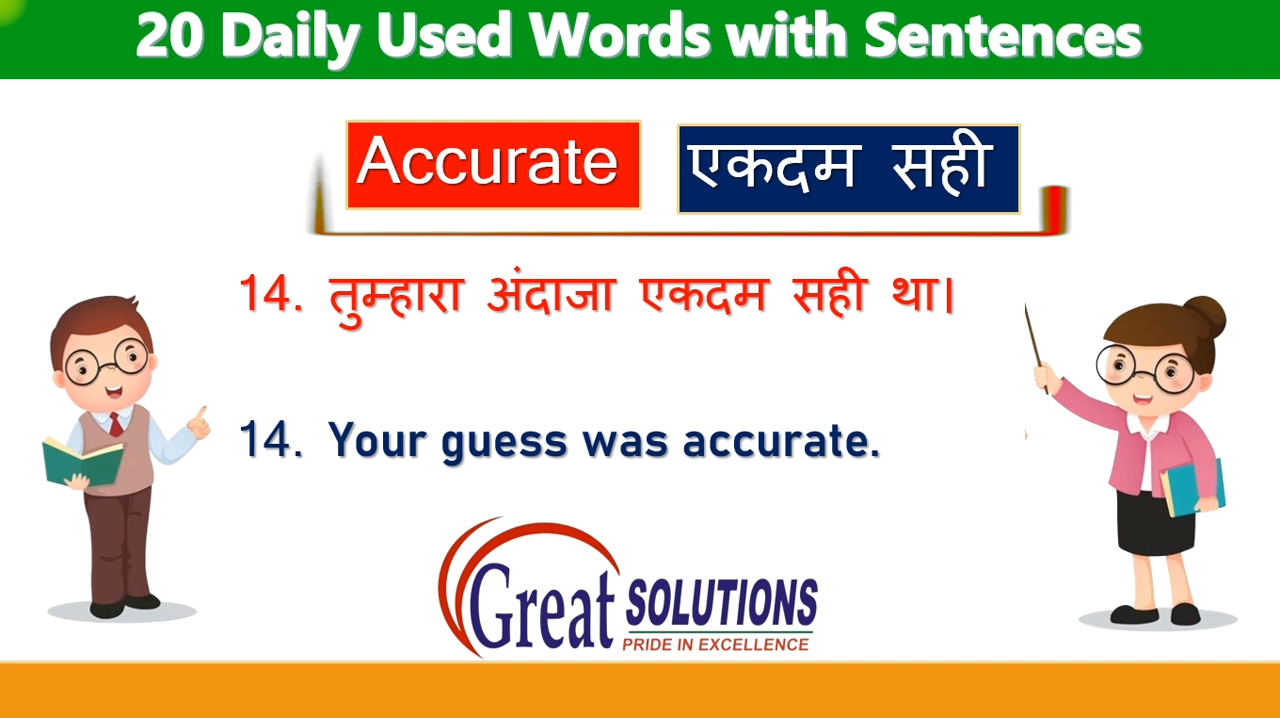 20 Daily Used Words with Sentences
Accurate एकदम सही
14. तुम्हारा अंदाजा एकदम सही था।
14. Your guess was accurate.
Great SOLUTIONS
PRIDE IN EXCELLENCE